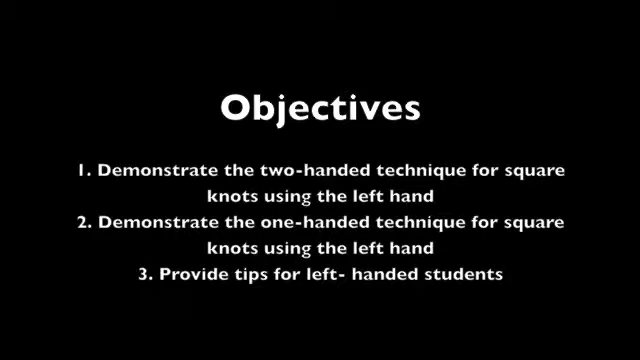 Objectives
1. Demonstrate the two-handed technique for square
knots using the left hand
2. Demonstrate the one-handed technique for square
knots using the left hand
3. Provide tips for left- handed students